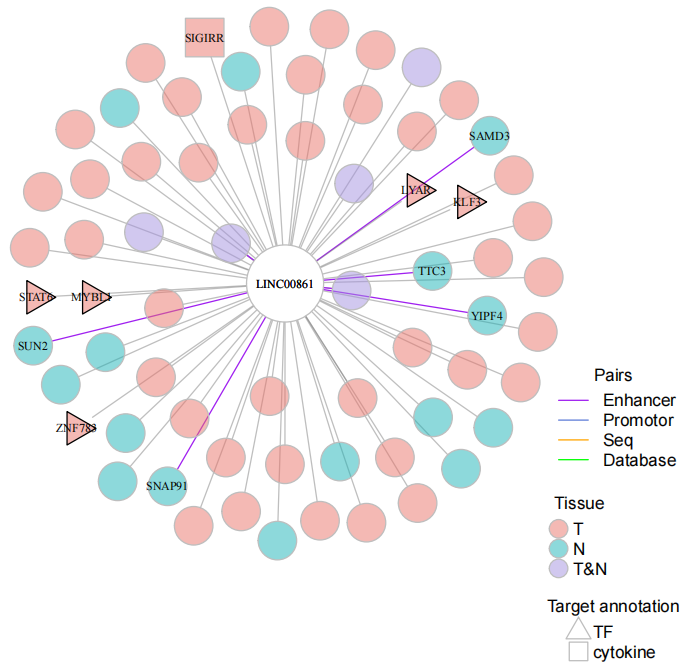 SIGIRR
SAMD3
LYAR
KLF3
TTC3
LINC00861
STAT6
MYBL1
YIPF4
SUN2
ZNF783
SNAP91
Pairs
Enhancer
Promotor
Seq
Database
Tissue
T
N
T&N
Target annotation
TF
cytokine